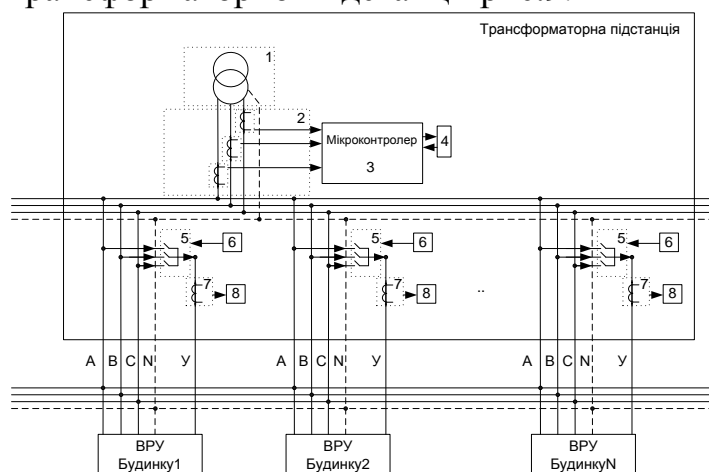 Трансформаторна підстанція
1
2
Мікроконтролер
3
4
5
6
7
8
5
6
7
8
..
5
6
7
8
А В С N У
А В С N У
А В С N У
ВРУ
Будинку1
ВРУ
Будинку2
ВРУ
БудинкуN